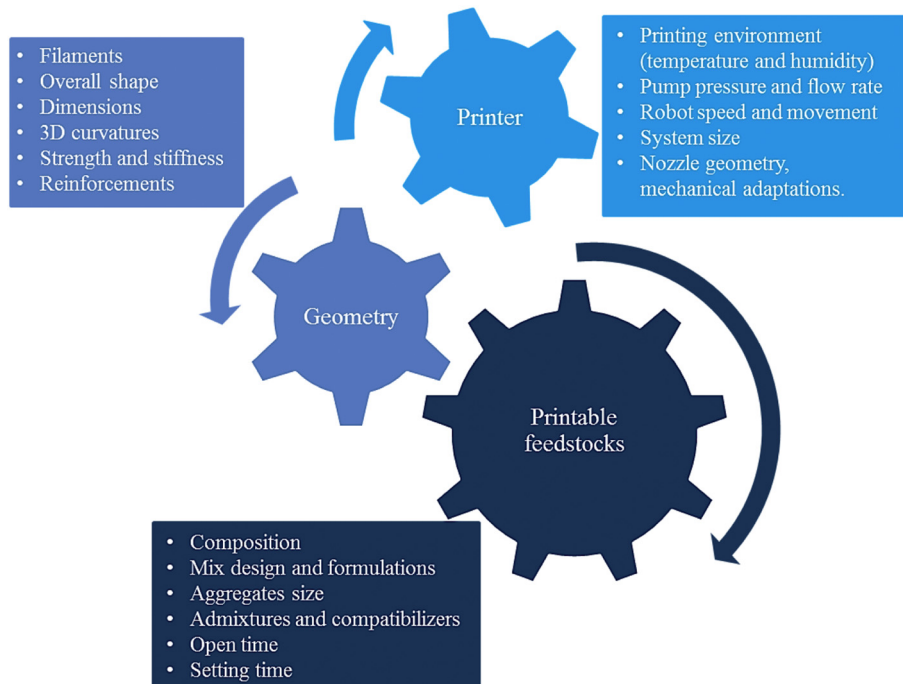 • Filaments
• Overall shape
• Dimensions
• 3D curvatures
• Strength and stiffness
• Reinforcements
Printer
• Printing environment
(temperature and humidity)
• Pump pressure and flow rate
• Robot speed and movement
• System size
• Nozzle geometry,
mechanical adaptations.
Geometry
Printable
feedstocks
• Composition
• Mix design and formulations
• Aggregates size
• Admixtures and compatibilizers
• Open time
• Setting time